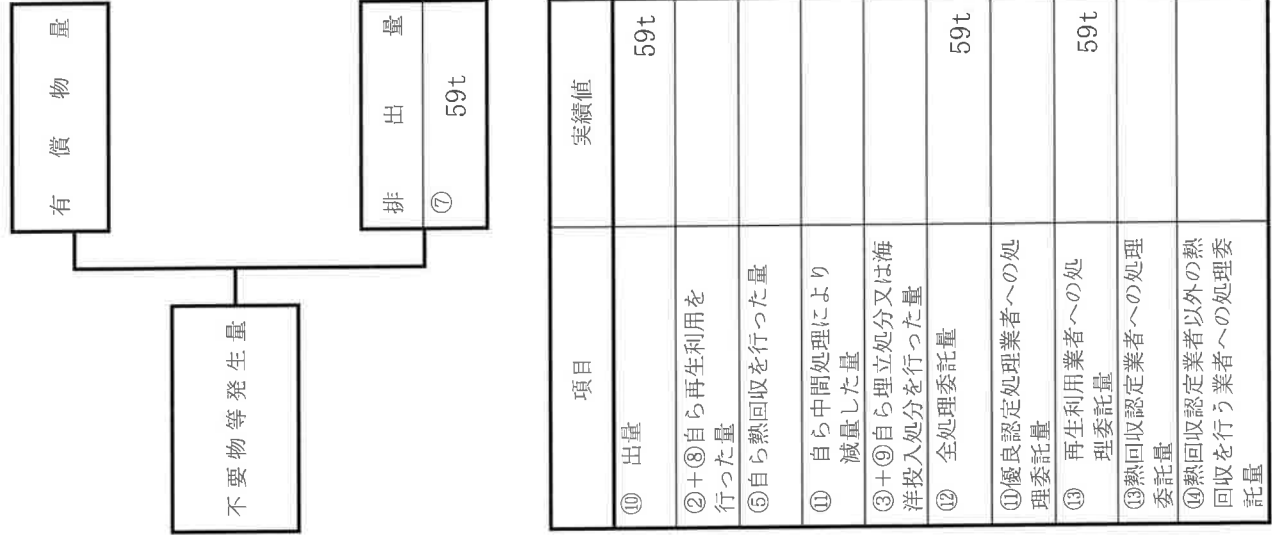 有償物量
不要物等発生量
排出量
⑦
59t
項目
実績値
⑩ 出量
59t
②+⑧自ら再生利用を
行った量
⑤自ら熱回収を行った量
⑪ 自ら中間処理により
減量した量
③+⑨自ら埋立処分又は海
洋投入処分を行った量
⑫ 全処理委託量
59t
⑪優良認定処理業者への処
理委託量
⑬ 再生利用業者への処
理委託量
59t
⑬熱回収認定業者への処理
委託量
⑭熱回収認定業者以外の熱
回収を行う業者への処理委
託量